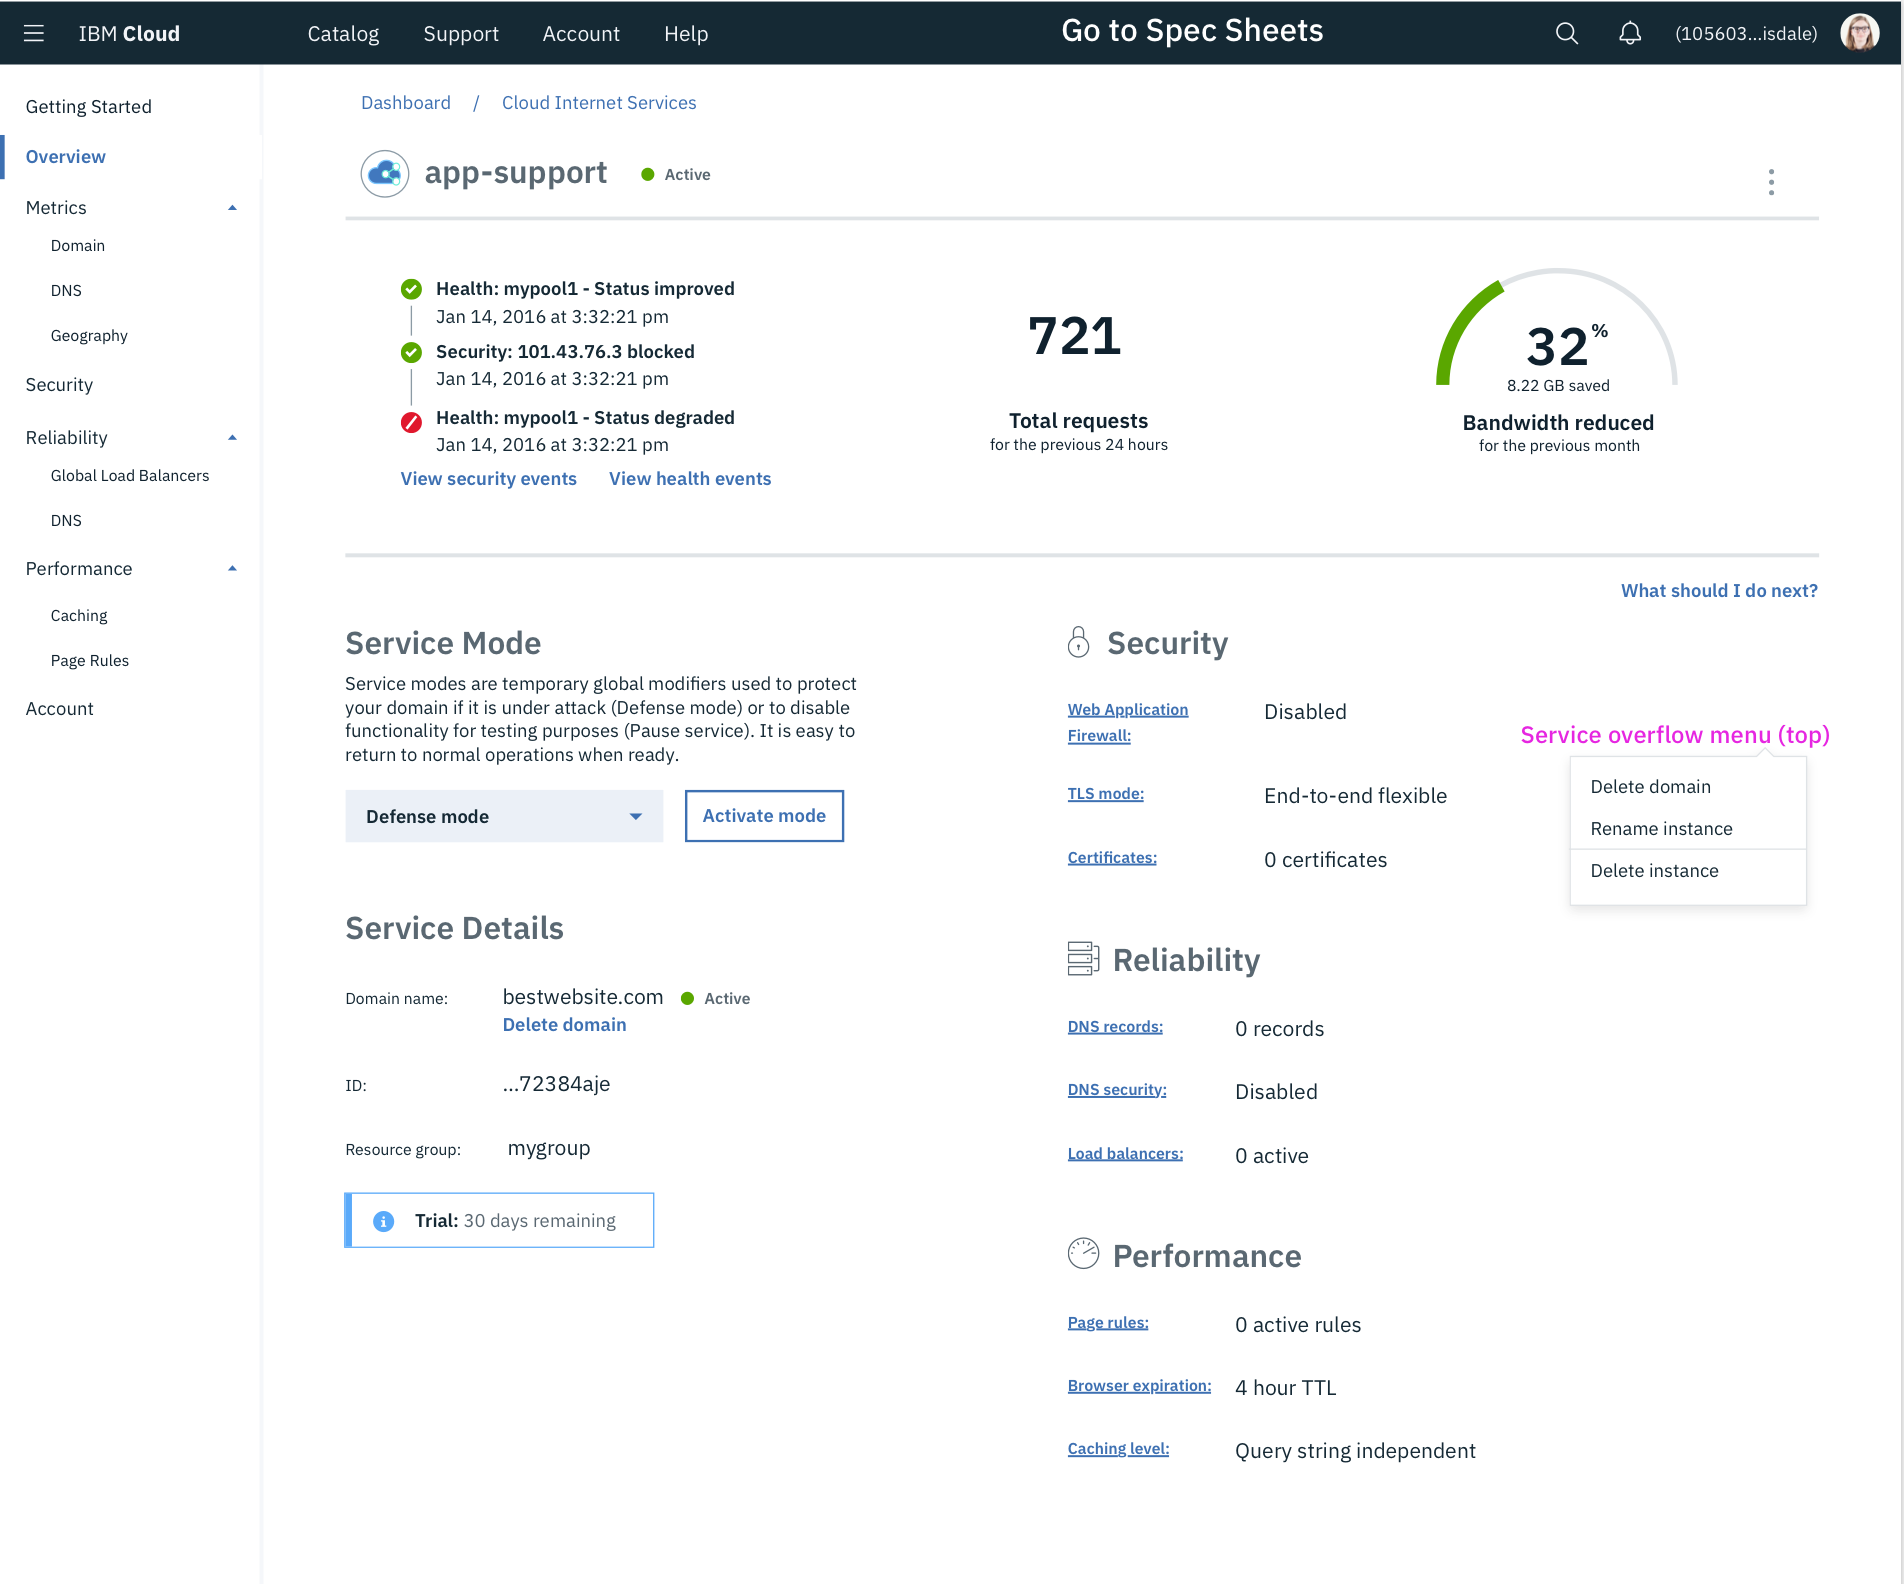 IBM Cloud
Catalog
Support
Account
Help
Go to Spec Sheets
(105603...isdale)
Getting Started
Overview
Metrics
Domain
DNS
Geography
Security
Reliability
Global Load Balancers
DNS
Performance
Caching
Page Rules
Account
Dashboard / Cloud Internet Services
app-support
Active
Health: mypool1 - Status improved
Jan 14, 2016 at 3:32:21 pm
Security: 101.43.76.3 blocked
Jan 14, 2016 at 3:32:21 pm
Health: mypool1 - Status degraded
Jan 14, 2016 at 3:32:21 pm
View security events
View health events
721
Total requests
for the previous 24 hours
32%
8.22 GB saved
Bandwidth reduced
for the previous month
What should I do next?
Service Mode
Service modes are temporary global modifiers used to protect
your domain if it is under attack (Defense mode) or to disable
functionality for testing purposes (Pause service). It is easy to
return to normal operations when ready.
Defense mode
Activate mode
Service Details
Domain name:
bestwebsite.com
Active
Delete domain
ID:
...72384aje
Resource group:
mygroup
Trial: 30 days remaining
Security
Web Application
Firewall:
Disabled
TLS mode:
End-to-end flexible
Certificates:
0 certificates
Service overflow menu (top)
Delete domain
Rename instance
Delete instance
Reliability
DNS records:
0 records
DNS security:
Disabled
Load balancers:
0 active
Performance
Page rules:
0 active rules
Browser expiration:
4 hour TTL
Caching level:
Query string independent